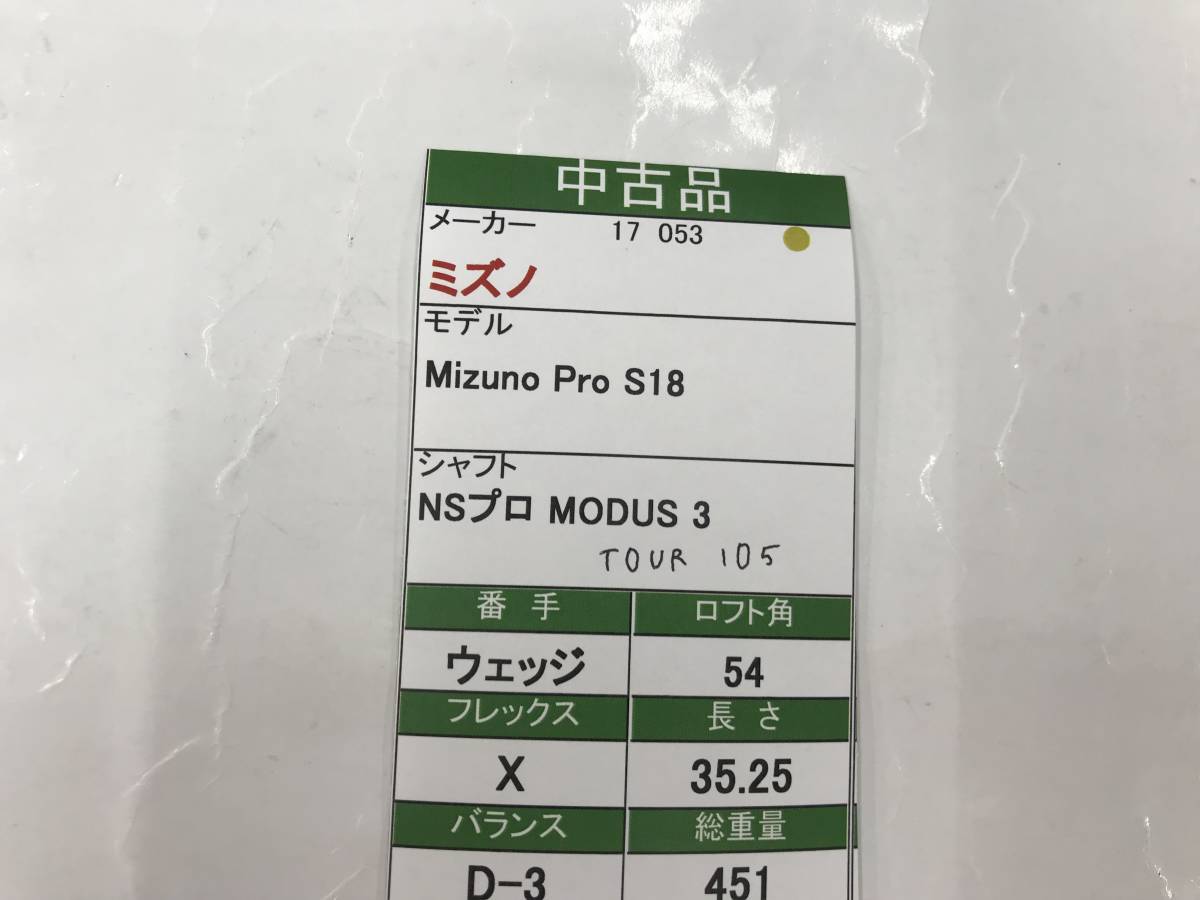 中古品
メーカー 17 053
ミズノ
モデル
Mizuno Pro S18
シャフト
NSプロ MODUS 3
TOUR 105
番手 ロフト角
ウェッジ 54
フレックス 長さ
X 35.25
バランス 総重量
D-3 451